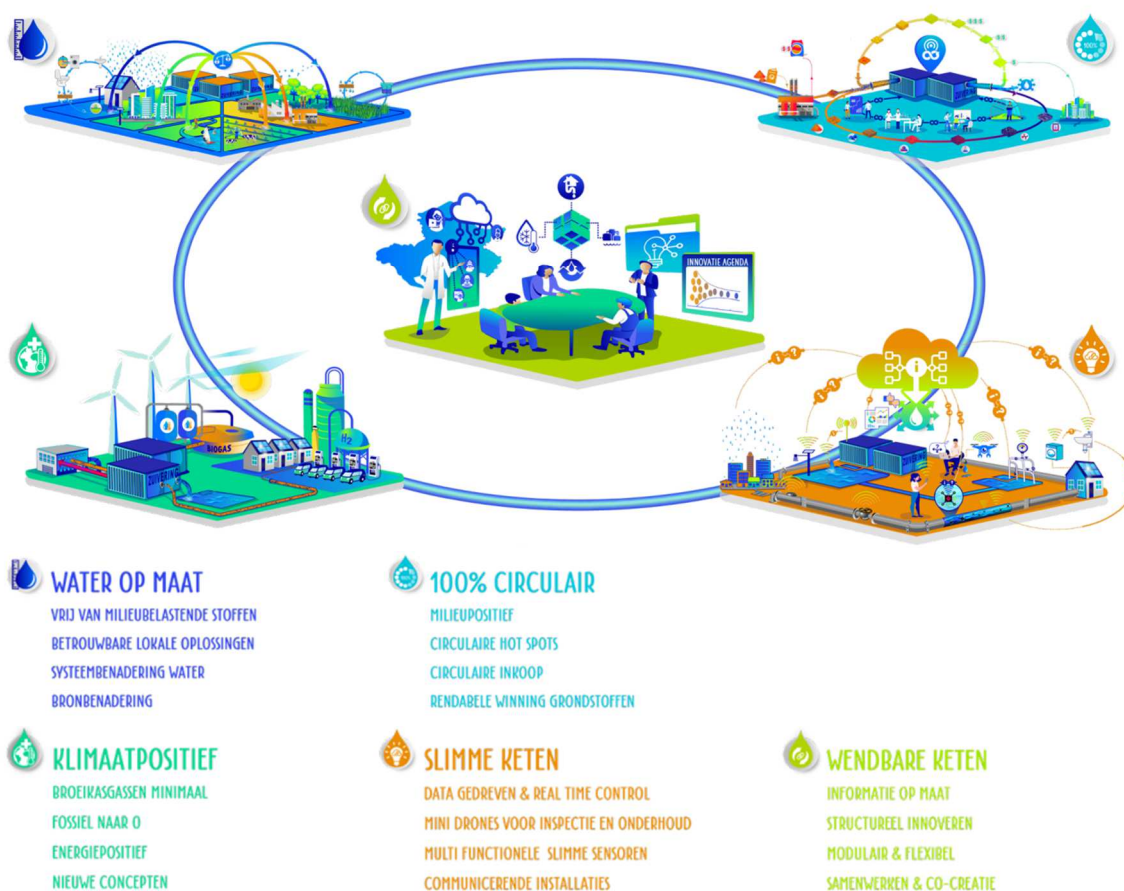 100%
INNOVATIE AGENDA
BIOGAS
H2
ZUIVERING
WATER OP MAAT
VRIJ VAN MILIEUBELASTENDE STOFFEN
BETROUWBARE LOKALE OPLOSSINGEN
SYSTEEMBENADERING WATER
BRONBENADERING
100% CIRCULAIR
MILIEUPOSITIEF
CIRCULAIRE HOT SPOTS
CIRCULAIRE INKOOP
RENDABELE WINNING GRONDSTOFFEN
KLIMAATPOSITIEF
BROEIKASGASSEN MINIMAAL
FOSSIEL NAAR 0
ENERGIEPOSITIEF
NIEUWE CONCEPTEN
SLIMME KETEN
DATA GEDREVEN & REAL TIME CONTROL
MINI DRONES VOOR INSPECTIE EN ONDERHOUD
MULTI FUNCTIONELE SLIMME SENSOREN
COMMUNICERENDE INSTALLATIES
WENDBARE KETEN
INFORMATIE OP MAAT
STRUCTUREEL INNOVEREN
MODULAIR & FLEXIBEL
SAMENWERKEN & CO-CREATIE